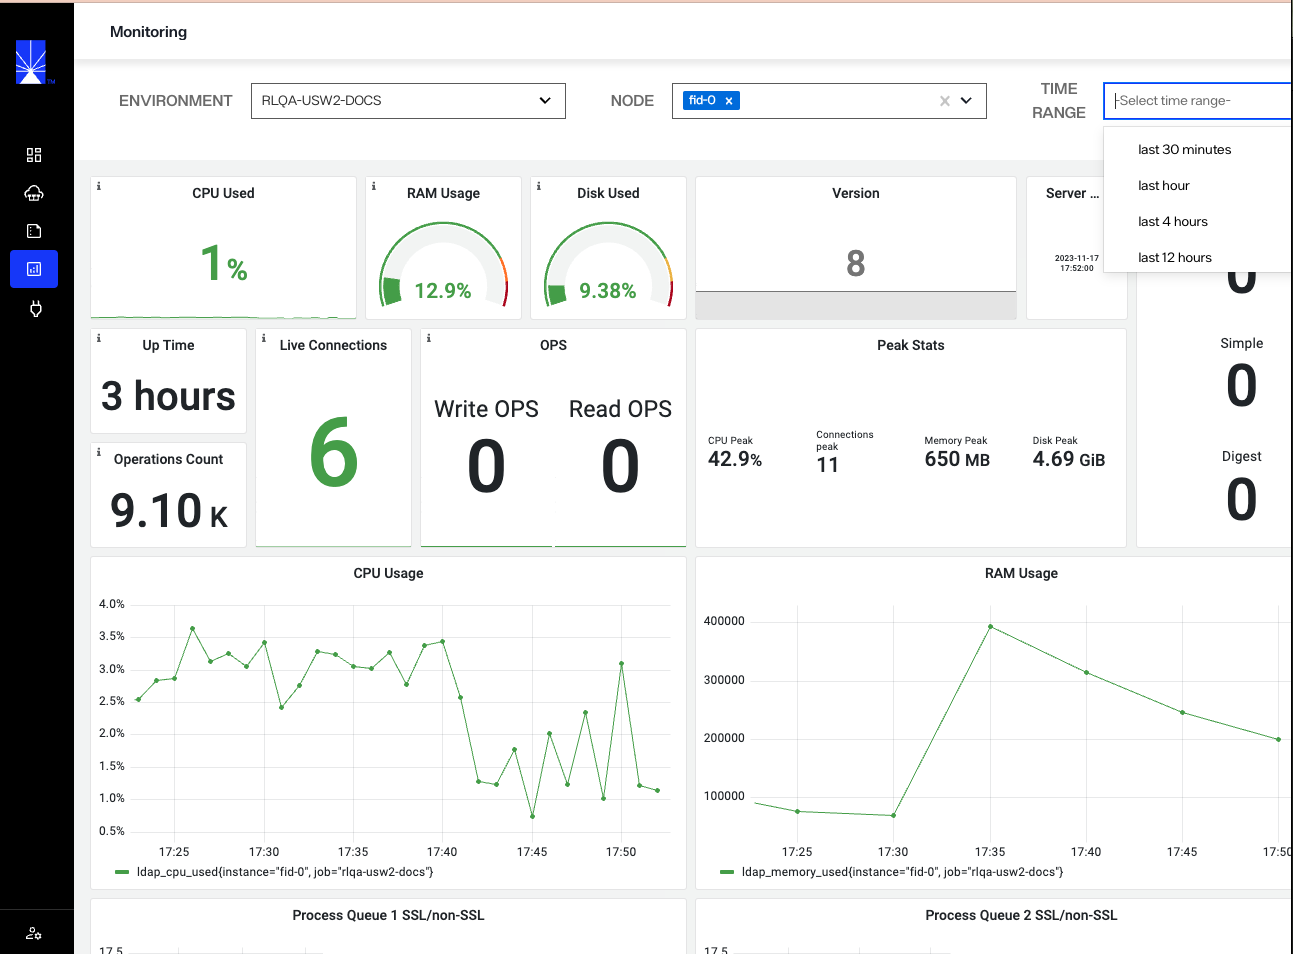 Monitoring
TM
ENVIRONMENT
RLQA-USW2-DOCS
NODE
fid-0 ×
TIME
RANGE
-Select time range-
last 30 minutes
last hour
last 4 hours
last 12 hours
CPU Used
1%
RAM Usage
12.9%
Disk Used
9.38%
Version
8
Server ...
2023-11-17
17:52:00
0
Simple
0
Digest
0
Up Time
3 hours
Operations Count
9.10 K
Live Connections
6
OPS
Write OPS
0
Read OPS
0
Peak Stats
CPU Peak
42.9%
Connections
peak
11
Memory Peak
650 MB
Disk Peak
4.69 GiB
CPU Usage
4.0%
3.5%
3.0%
2.5%
2.0%
1.5%
1.0%
0.5%
17:25 17:30 17:35 17:40 17:45 17:50
ldap_cpu_used{instance="fid-0", job="rlqa-usw2-docs"}
RAM Usage
400000
300000
200000
100000
17:25 17:30 17:35 17:40 17:45 17:50
ldap_memory_used{instance="fid-0", job="rlqa-usw2-docs"}
Process Queue 1 SSL/non-SSL
17.5
Process Queue 2 SSL/non-SSL
17.5